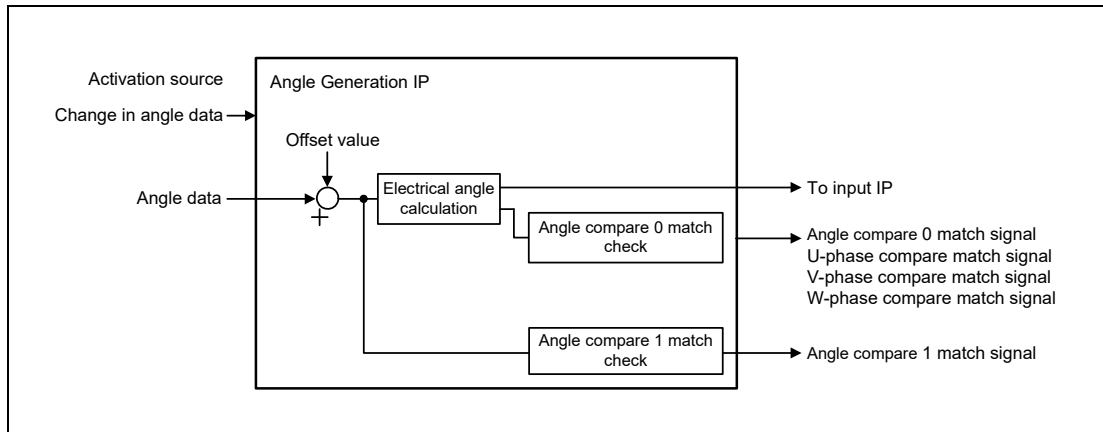 Activation source
Angle Generation IP
Change in angle data
Offset value
Angle data
+
Electrical angle
calculation
To input IP
Angle compare 0 match
check
Angle compare 0 match signal
U-phase compare match signal
V-phase compare match signal
W-phase compare match signal
Angle compare 1 match
check
Angle compare 1 match signal